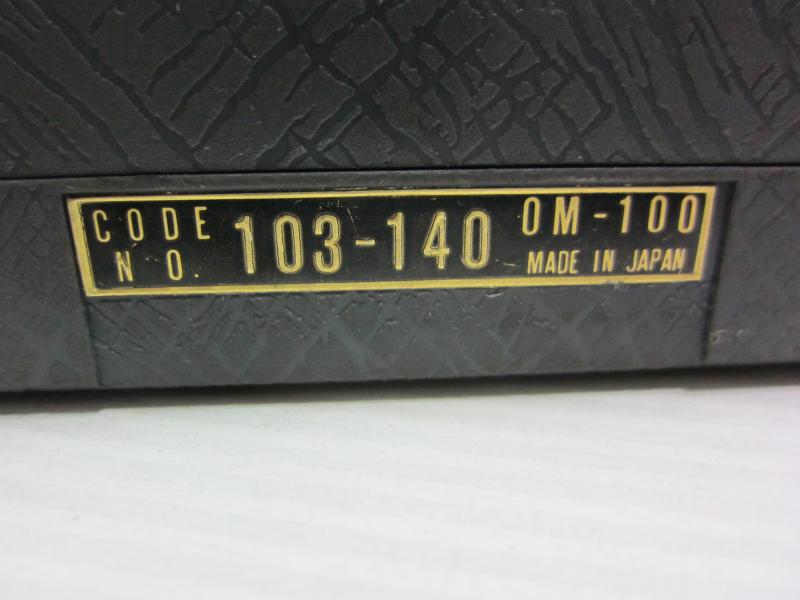 CODE NO. 103-140 OM-100
MADE IN JAPAN